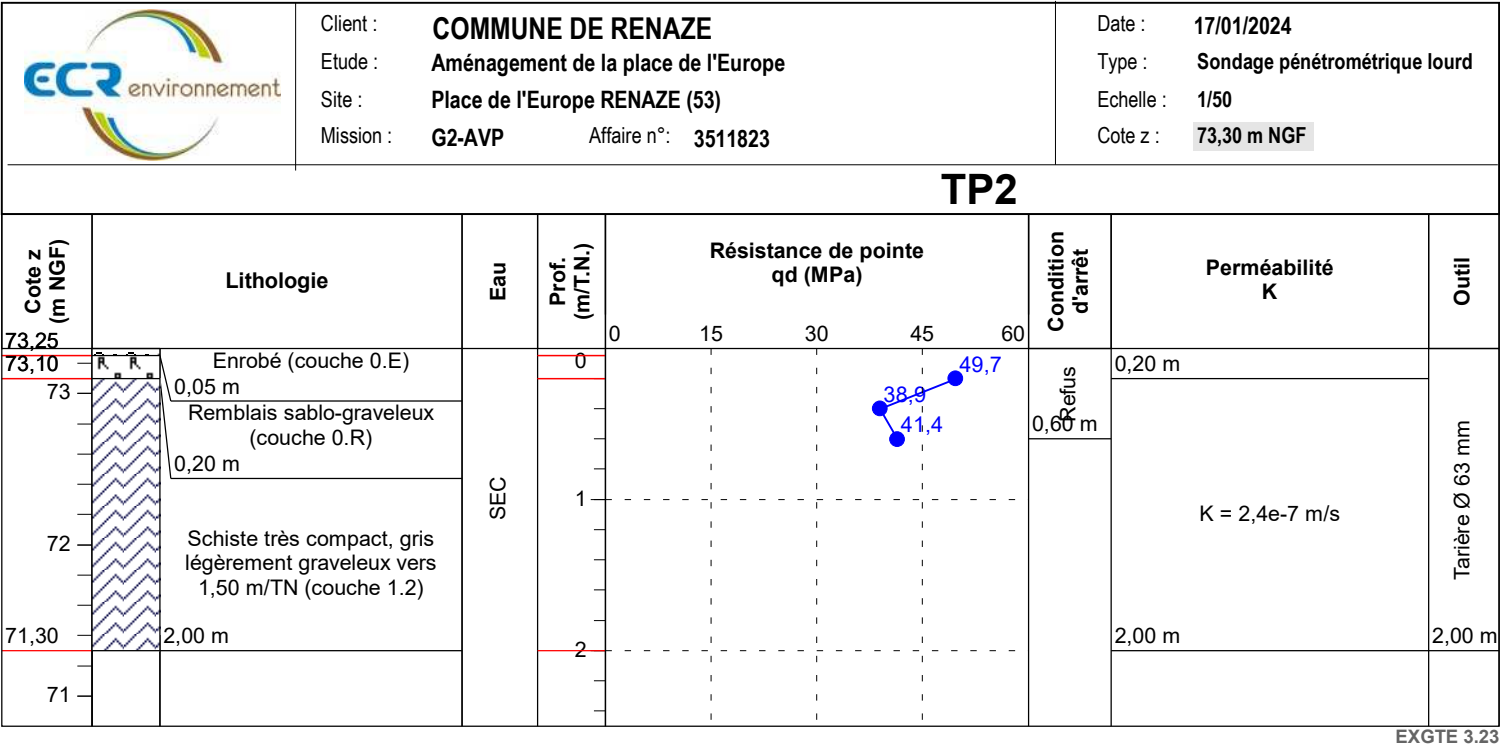 ECR environnement
Client : COMMUNE DE RENAZE
Etude : Aménagement de la place de l'Europe
Site : Place de l'Europe RENAZE (53)
Mission : G2-AVP Affaire n°: 3511823
Date : 17/01/2024
Type : Sondage pénétrométrique lourd
Echelle : 1/50
Cote z : 73,30 m NGF
TP2
Cote z
(m NGF)
Lithologie
Eau
Prof.
(m/T.N.)
Résistance de pointe
qd (MPa)
0 15 30 45 60
Condition
d'arrêt
Perméabilité
K
Outil
73,25
73,10
73
72
71,30
71
R R
Enrobé (couche 0.E)
0,05 m
Remblais sablo-graveleux
(couche 0.R)
0,20 m
Schiste très compact, gris
légèrement graveleux vers
1,50 m/TN (couche 1.2)
2,00 m
SEC
0
1
2
49,7
38,9
41,4
Refus
0,60 m
0,20 m
K = 2,4e-7 m/s
2,00 m
Tarière Ø 63 mm
2,00 m
EXGTE 3.23